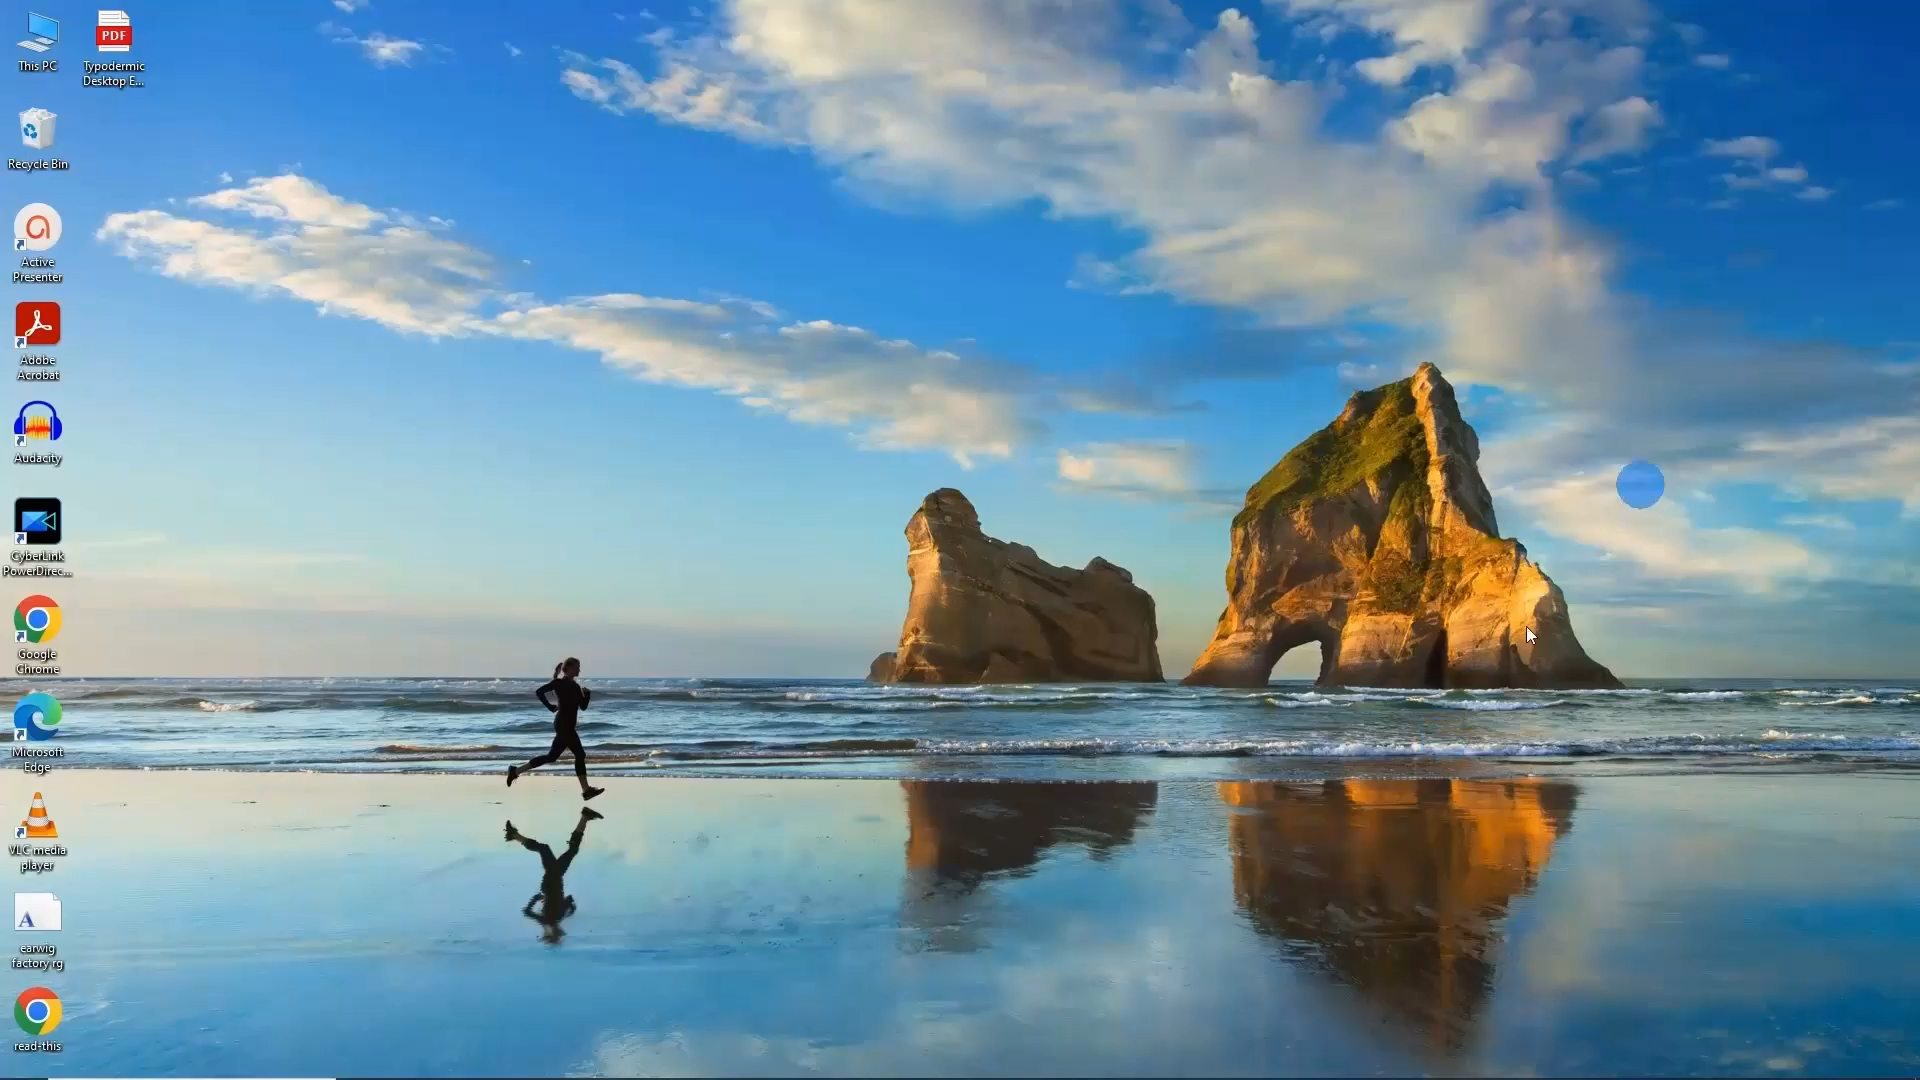 This PC
Recycle Bin
Active
Presenter
Adobe
Acrobat
Audacity
CyberLink
PowerDirec...
Google
Chrome
Microsoft
Edge
VLC media
player
A
earwig
factory rg
read-this
PDF
Typodermic
Desktop E...